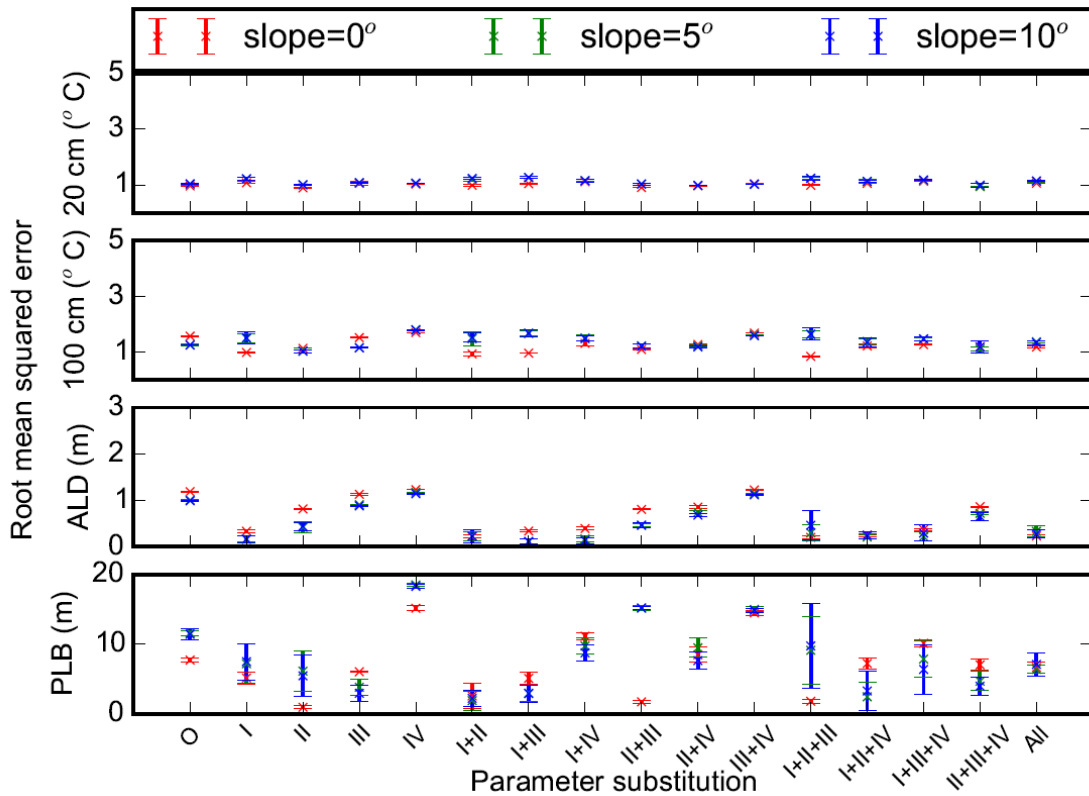 slope=0° slope=5° slope=10°
Root mean squared error
20 cm (° C)
5
3
1
100 cm (° C)
5
3
1
ALD (m)
3
2
1
0
PLB (m)
20
10
0
O I II III IV I+II I+III I+IV II+III II+IV III+IV I+II+III I+II+IV I+III+IV II+III+IV All
Parameter substitution